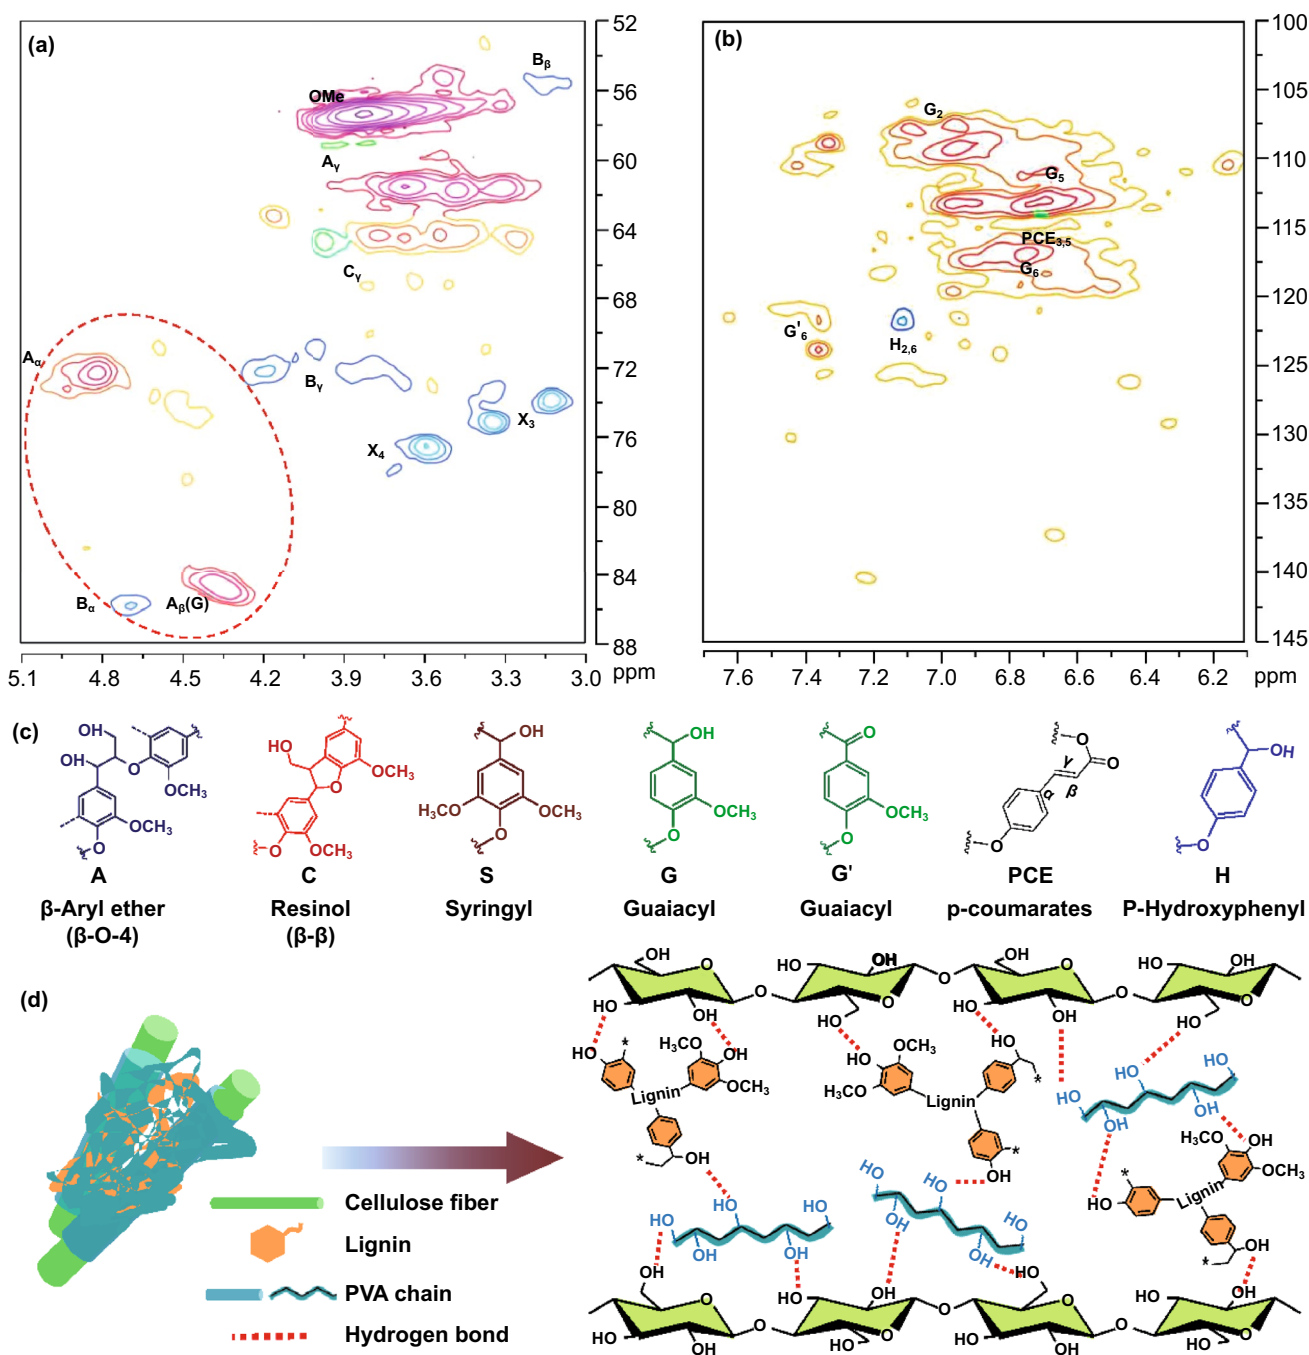 (a)
OMe
Bβ
Aγ
Cγ
Aα
Bγ
X3
X4
Bα
Aβ(G)
52
56
60
64
68
72
76
80
84
88
5.1 4.8 4.5 4.2 3.9 3.6 3.3 3.0 ppm
(b)
G2
G5
PCE3,5
G6
G'6
H2,6
100
105
110
115
120
125
130
135
140
145
7.6 7.4 7.2 7.0 6.8 6.6 6.4 6.2 ppm
(c)
HO
HO
O
OCH3
OCH3
O
HO
OCH3
O
O
OCH3
OH
H3CO
OCH3
O
OH
OCH3
O
O
OCH3
O
O
γ
O
α
β
O
OH
O
A C S G G' PCE H
β-Aryl ether Resinol Syringyl Guaiacyl Guaiacyl p-coumarates P-Hydroxyphenyl
(β-O-4) (β-β)
(d)
Cellulose fiber
Lignin
PVA chain
Hydrogen bond
OH
O
HO
OH
O
HO
OH
O
HO
O
OH
O
HO
OH
O
HO
OH
O
HO
HO
*
H3CO
OH
OCH3
Lignin
*
OH
HO
OCH3
H3CO
Lignin
OH
*
*
OH
HO
HO
HO
OH
OH
H3CO
OH
OCH3
*
HO
Lignin
*
OH
HO
HO
HO
OH
OH
HO
HO
OH
HO
OH
OH
O
HO
OH
O
HO
OH
O
HO
O
HO
O
HO
OH
O
OH
O
HO
O
HO